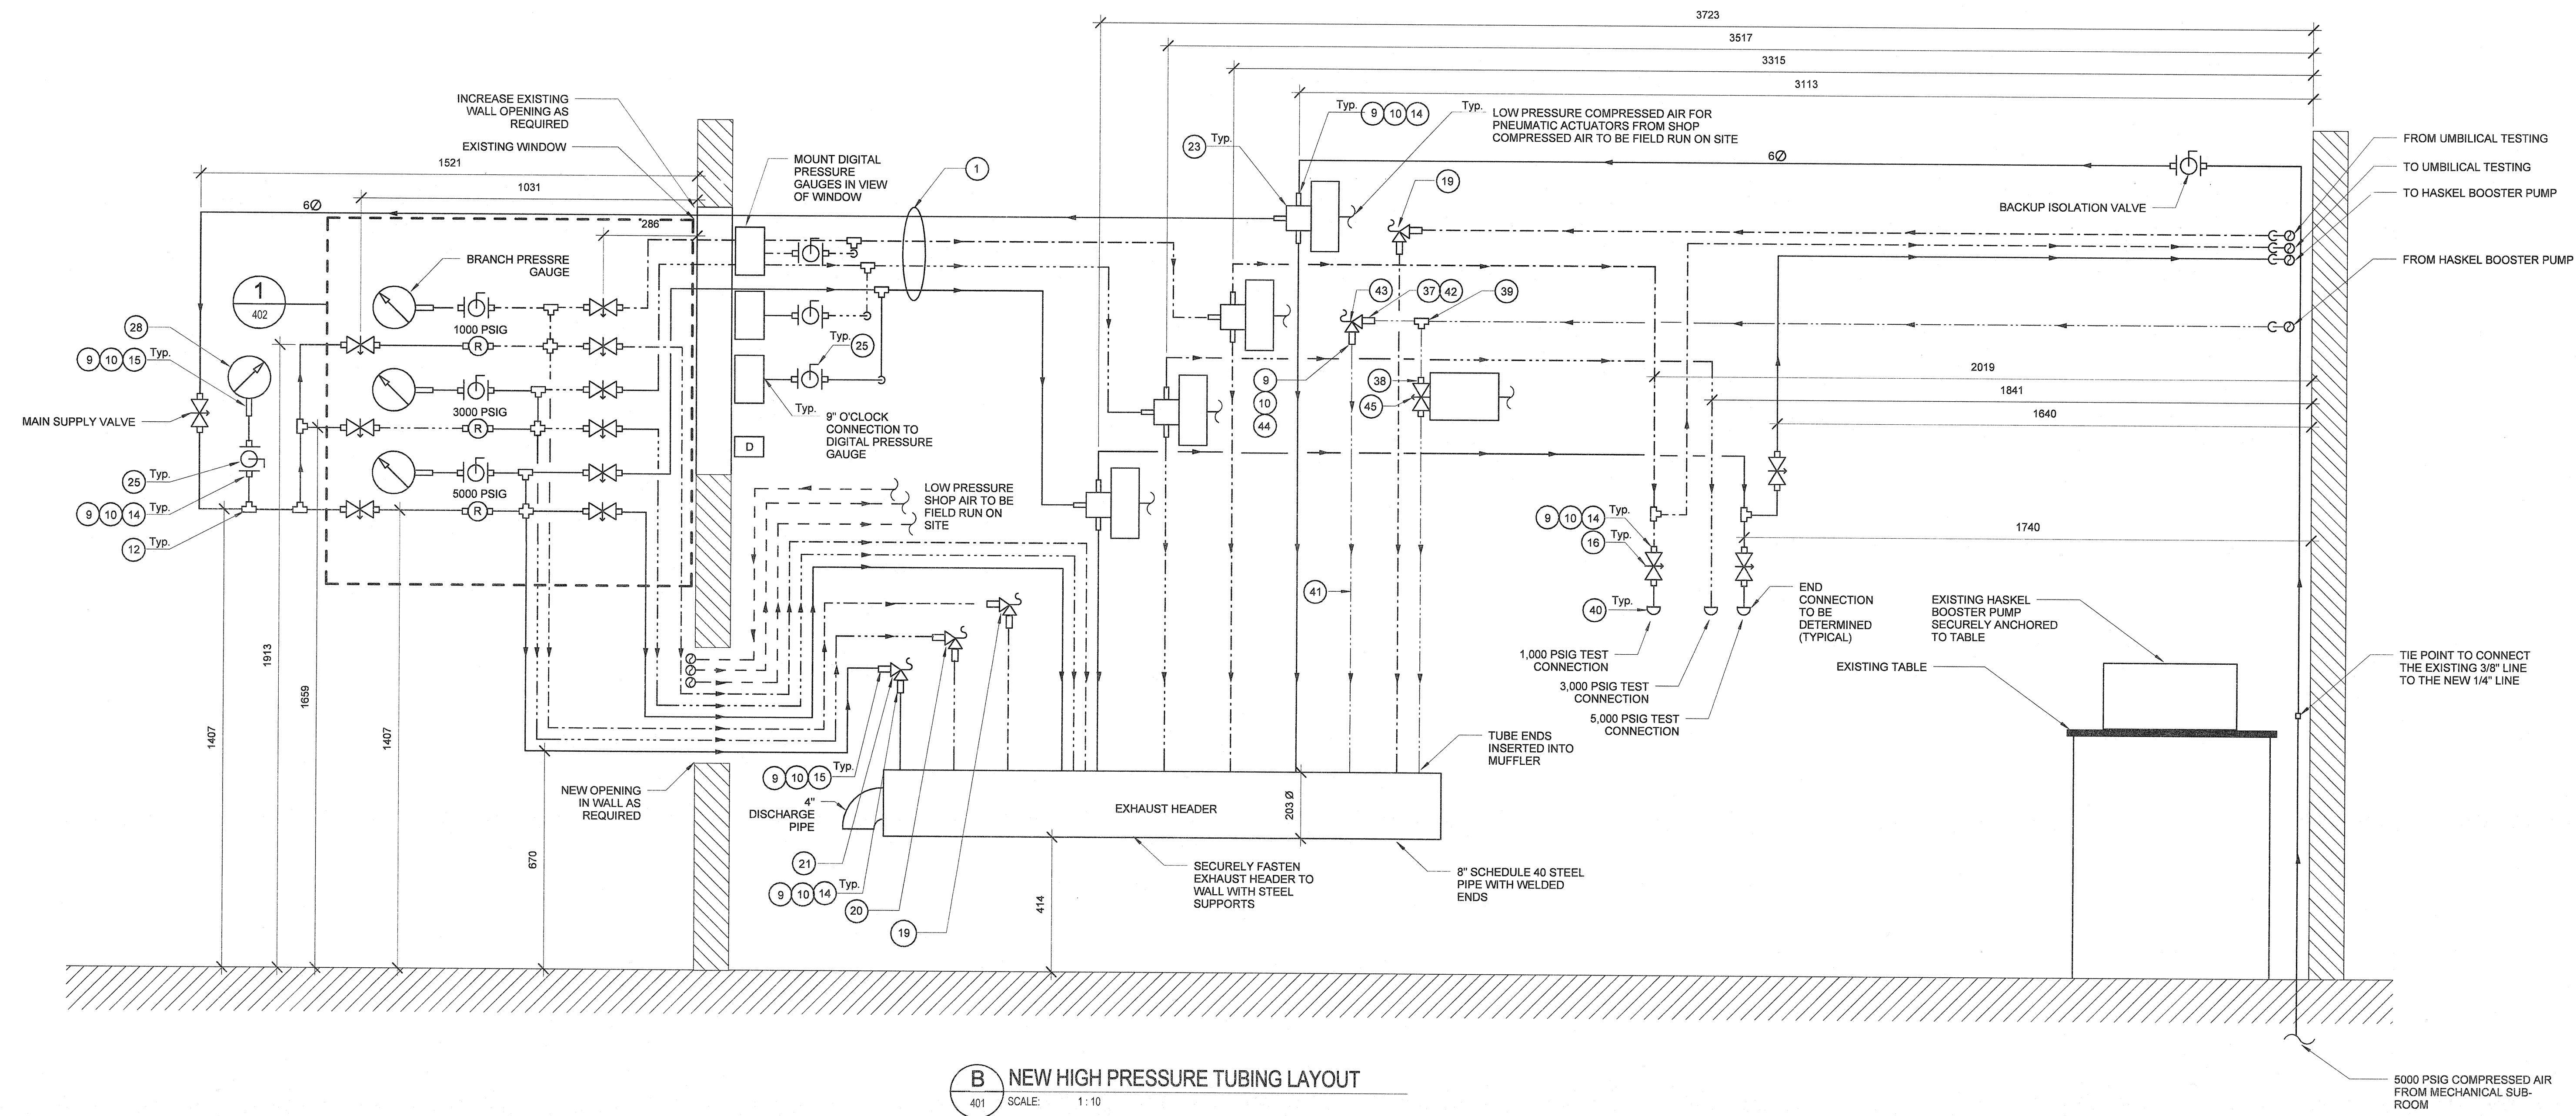 3723
3517
3315
3113
INCREASE EXISTING
WALL OPENING AS
REQUIRED
EXISTING WINDOW
1521
1031
286
6Ø
MOUNT DIGITAL
PRESSURE
GAUGES IN VIEW
OF WINDOW
1
Typ.
9 10 14
Typ.
LOW PRESSURE COMPRESSED AIR FOR
PNEUMATIC ACTUATORS FROM SHOP
COMPRESSED AIR TO BE FIELD RUN ON SITE
23 Typ.
19
6Ø
BACKUP ISOLATION VALVE
FROM UMBILICAL TESTING
TO UMBILICAL TESTING
TO HASKEL BOOSTER PUMP
FROM HASKEL BOOSTER PUMP
BRANCH PRESSRE
GAUGE
1
402
28
9 10 15 Typ.
MAIN SUPPLY VALVE
25 Typ.
9 10 14 Typ.
12 Typ.
1000 PSIG
R
3000 PSIG
R
5000 PSIG
R
Typ.
25
Typ.
9" O'CLOCK
CONNECTION TO
DIGITAL PRESSURE
GAUGE
D
LOW PRESSURE
SHOP AIR TO BE
FIELD RUN ON
SITE
43
37 42
39
9
10
44
38
45
41
2019
1841
1640
1740
9 10 14 Typ.
16 Typ.
40 Typ.
END
CONNECTION
TO BE
DETERMINED
(TYPICAL)
1,000 PSIG TEST
CONNECTION
3,000 PSIG TEST
CONNECTION
5,000 PSIG TEST
CONNECTION
EXISTING HASKEL
BOOSTER PUMP
SECURELY ANCHORED
TO TABLE
EXISTING TABLE
TIE POINT TO CONNECT
THE EXISTING 3/8" LINE
TO THE NEW 1/4" LINE
1407
1913
1659
1407
670
NEW OPENING
IN WALL AS
REQUIRED
9 10 15 Typ.
4"
DISCHARGE
PIPE
21
9 10 14 Typ.
20
19
EXHAUST HEADER
203 Ø
414
TUBE ENDS
INSERTED INTO
MUFFLER
SECURELY FASTEN
EXHAUST HEADER TO
WALL WITH STEEL
SUPPORTS
8" SCHEDULE 40 STEEL
PIPE WITH WELDED
ENDS
5000 PSIG COMPRESSED AIR
FROM MECHANICAL SUB-
ROOM
B
401
NEW HIGH PRESSURE TUBING LAYOUT
SCALE: 1 : 10